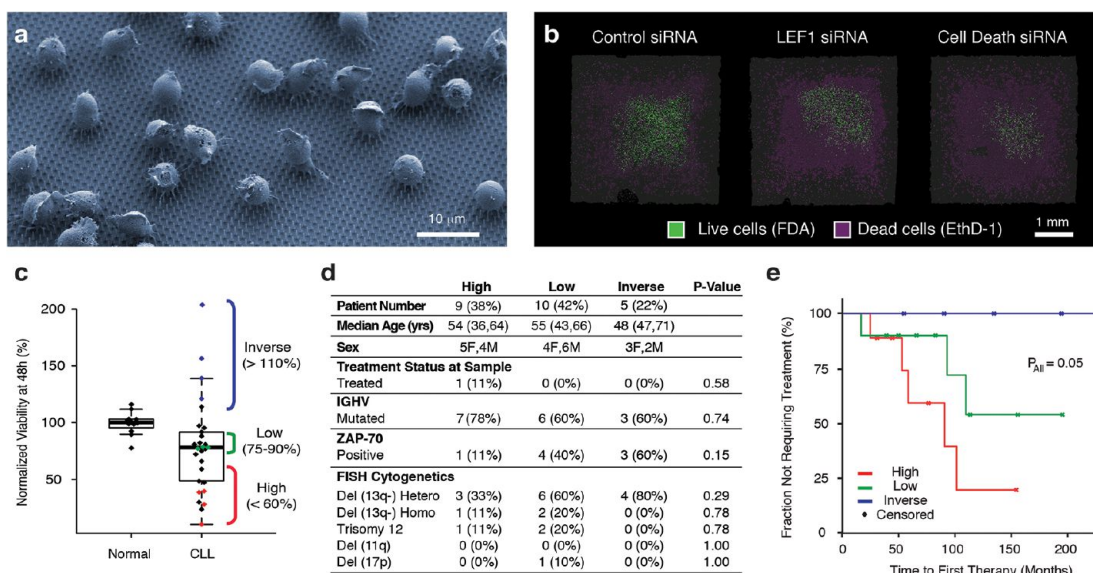 a
10 μm
b
Control siRNA
LEF1 siRNA
Cell Death siRNA
Live cells (FDA)
Dead cells (EthD-1)
1 mm
c
Normalized Viability at 48h (%)
200
150
100
50
Normal
CLL
Inverse
(> 110%)
Low
(75-90%)
High
(< 60%)
d
High Low Inverse P-Value
Patient Number 9 (38%) 10 (42%) 5 (22%)
Median Age (yrs) 54 (36,64) 55 (43,66) 48 (47,71)
Sex 5F,4M 4F,6M 3F,2M
Treatment Status at Sample
Treated 1 (11%) 0 (0%) 0 (0%) 0.58
IGHV
Mutated 7 (78%) 6 (60%) 3 (60%) 0.74
ZAP-70
Positive 1 (11%) 4 (40%) 3 (60%) 0.15
FISH Cytogenetics
Del (13q-) Hetero 3 (33%) 6 (60%) 4 (80%) 0.29
Del (13q-) Homo 1 (11%) 2 (20%) 0 (0%) 0.78
Trisomy 12 1 (11%) 2 (20%) 0 (0%) 0.78
Del (11q) 0 (0%) 0 (0%) 0 (0%) 1.00
Del (17p) 0 (0%) 1 (10%) 0 (0%) 1.00
e
Fraction Not Requiring Treatment (%)
100
75
50
25
0
P All = 0.05
High
Low
Inverse
Censored
0 50 100 150 200
Time to First Therapy (Months)